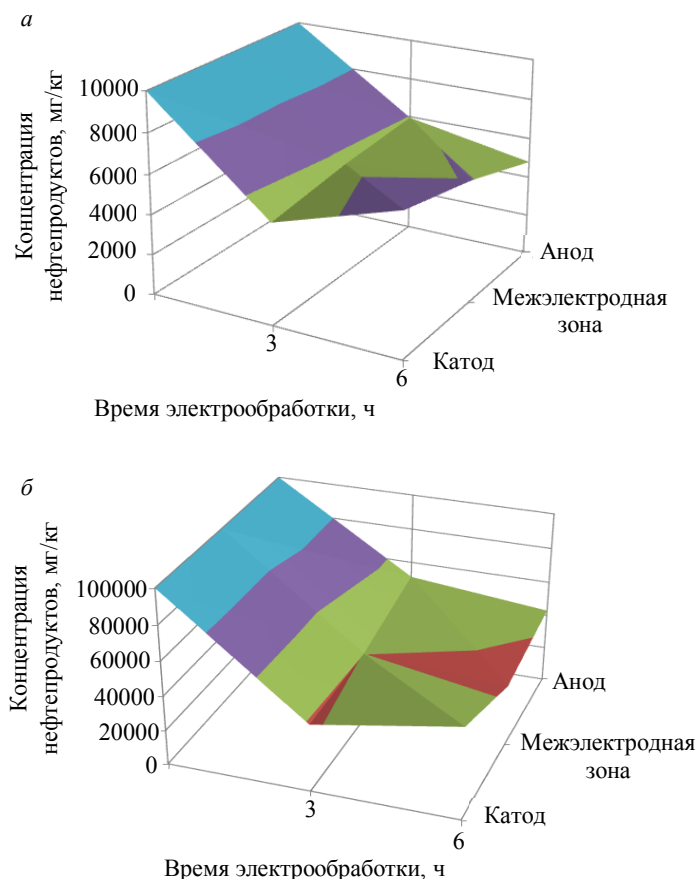 а
Концентрация
нефтепродуктов, мг/кг
10000
8000
6000
4000
2000
0
3
6
Анод
Межэлектродная
зона
Катод
Время электрообработки, ч
б
Концентрация
нефтепродуктов, мг/кг
100000
80000
60000
40000
20000
0
3
6
Анод
Межэлектродная
зона
Катод
Время электрообработки, ч